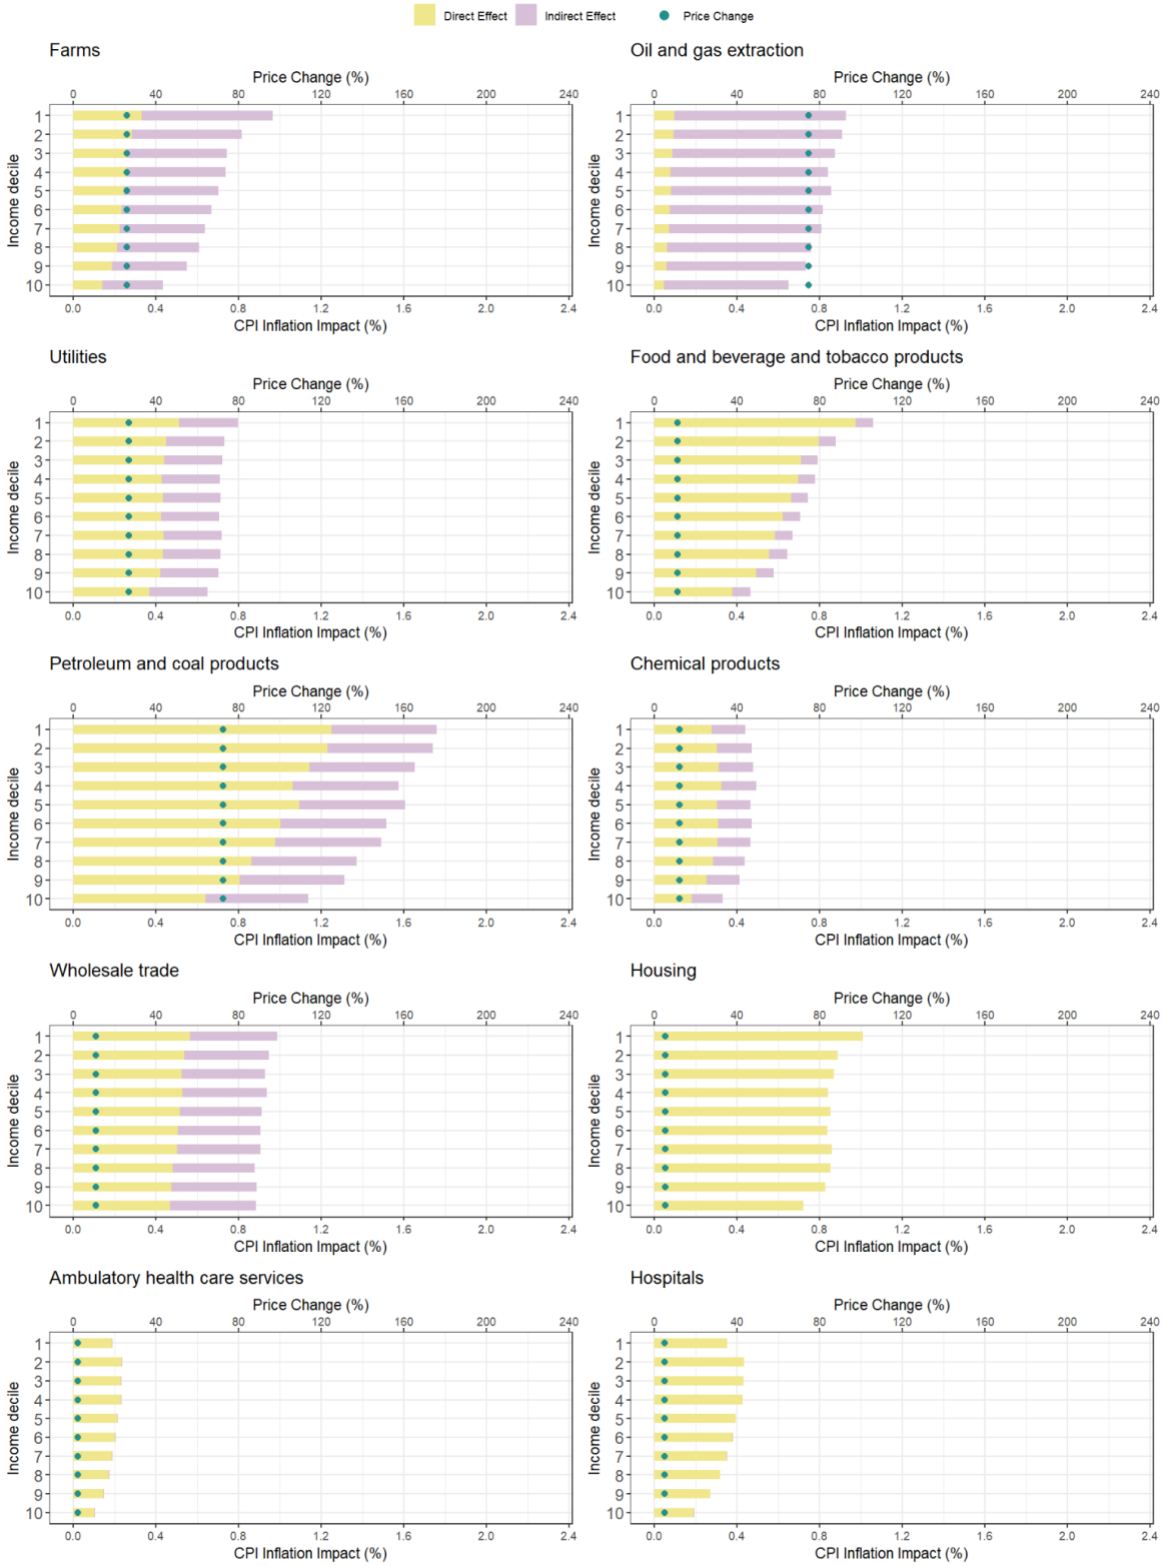 Direct Effect Indirect Effect Price Change
Farms
Price Change (%)
0 40 80 120 160 200 240
Income decile
1
2
3
4
5
6
7
8
9
10
0.0 0.4 0.8 1.2 1.6 2.0 2.4
CPI Inflation Impact (%)
Oil and gas extraction
Price Change (%)
0 40 80 120 160 200 240
Income decile
1
2
3
4
5
6
7
8
9
10
0.0 0.4 0.8 1.2 1.6 2.0 2.4
CPI Inflation Impact (%)
Utilities
Price Change (%)
0 40 80 120 160 200 240
Income decile
1
2
3
4
5
6
7
8
9
10
0.0 0.4 0.8 1.2 1.6 2.0 2.4
CPI Inflation Impact (%)
Food and beverage and tobacco products
Price Change (%)
0 40 80 120 160 200 240
Income decile
1
2
3
4
5
6
7
8
9
10
0.0 0.4 0.8 1.2 1.6 2.0 2.4
CPI Inflation Impact (%)
Petroleum and coal products
Price Change (%)
0 40 80 120 160 200 240
Income decile
1
2
3
4
5
6
7
8
9
10
0.0 0.4 0.8 1.2 1.6 2.0 2.4
CPI Inflation Impact (%)
Chemical products
Price Change (%)
0 40 80 120 160 200 240
Income decile
1
2
3
4
5
6
7
8
9
10
0.0 0.4 0.8 1.2 1.6 2.0 2.4
CPI Inflation Impact (%)
Wholesale trade
Price Change (%)
0 40 80 120 160 200 240
Income decile
1
2
3
4
5
6
7
8
9
10
0.0 0.4 0.8 1.2 1.6 2.0 2.4
CPI Inflation Impact (%)
Housing
Price Change (%)
0 40 80 120 160 200 240
Income decile
1
2
3
4
5
6
7
8
9
10
0.0 0.4 0.8 1.2 1.6 2.0 2.4
CPI Inflation Impact (%)
Ambulatory health care services
Price Change (%)
0 40 80 120 160 200 240
Income decile
1
2
3
4
5
6
7
8
9
10
0.0 0.4 0.8 1.2 1.6 2.0 2.4
CPI Inflation Impact (%)
Hospitals
Price Change (%)
0 40 80 120 160 200 240
Income decile
1
2
3
4
5
6
7
8
9
10
0.0 0.4 0.8 1.2 1.6 2.0 2.4
CPI Inflation Impact (%)